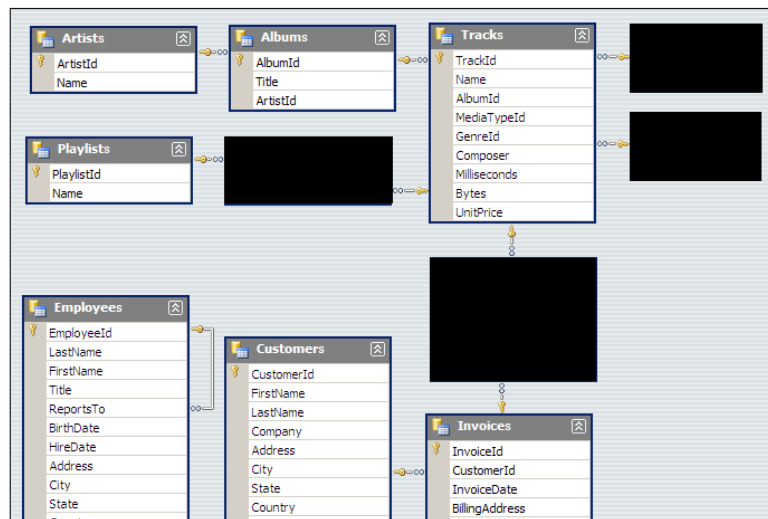 Artists
ArtistId
Name
Albums
AlbumId
Title
ArtistId
Tracks
TrackId
Name
AlbumId
MediaTypeId
GenreId
Composer
Milliseconds
Bytes
UnitPrice
Playlists
PlaylistId
Name
Employees
EmployeeId
LastName
FirstName
Title
ReportsTo
BirthDate
HireDate
Address
City
State
Customers
CustomerId
FirstName
LastName
Company
Address
City
State
Country
Invoices
InvoiceId
CustomerId
InvoiceDate
BillingAddress